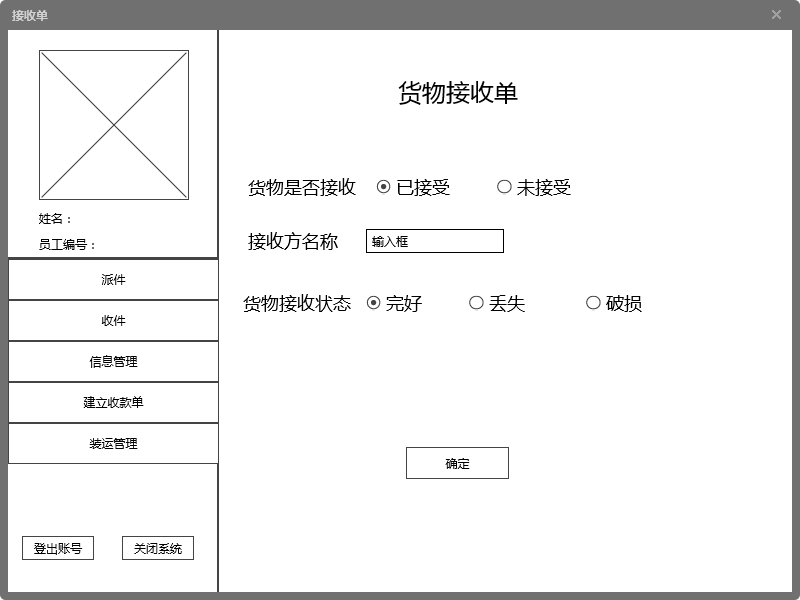 接收单
姓名：
员工编号：
派件
收件
信息管理
建立收款单
装运管理
登出账号
关闭系统
货物接收单
货物是否接收 已接受 未接受
接收方名称 输入框
货物接收状态 完好 丢失 破损
确定